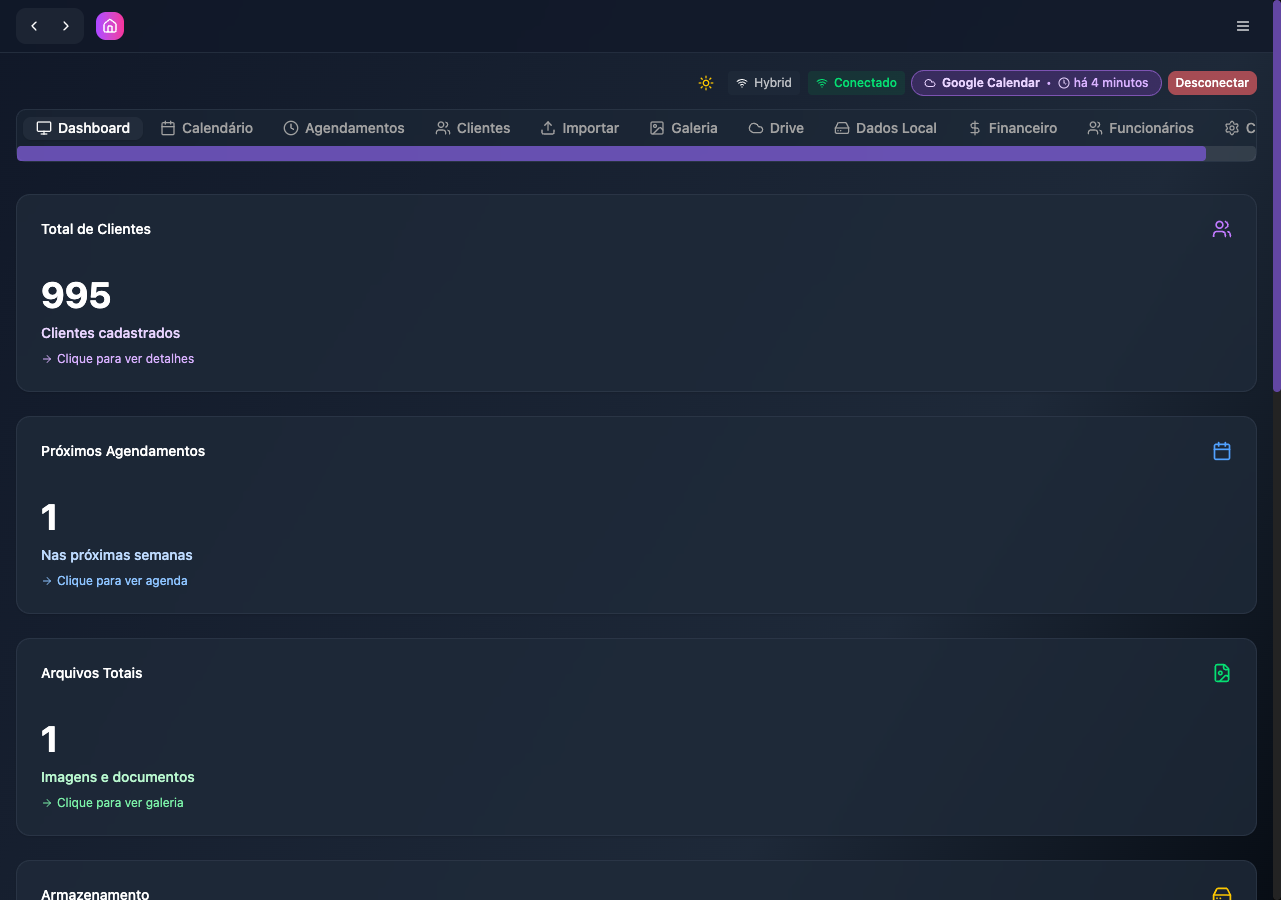 Hybrid Conectado Google Calendar • há 4 minutos Desconectar
Dashboard Calendário Agendamentos Clientes Importar Galeria Drive Dados Local Financeiro Funcionários C
Total de Clientes
995
Clientes cadastrados
→ Clique para ver detalhes
Próximos Agendamentos
1
Nas próximas semanas
→ Clique para ver agenda
Arquivos Totais
1
Imagens e documentos
→ Clique para ver galeria
Armazenamento